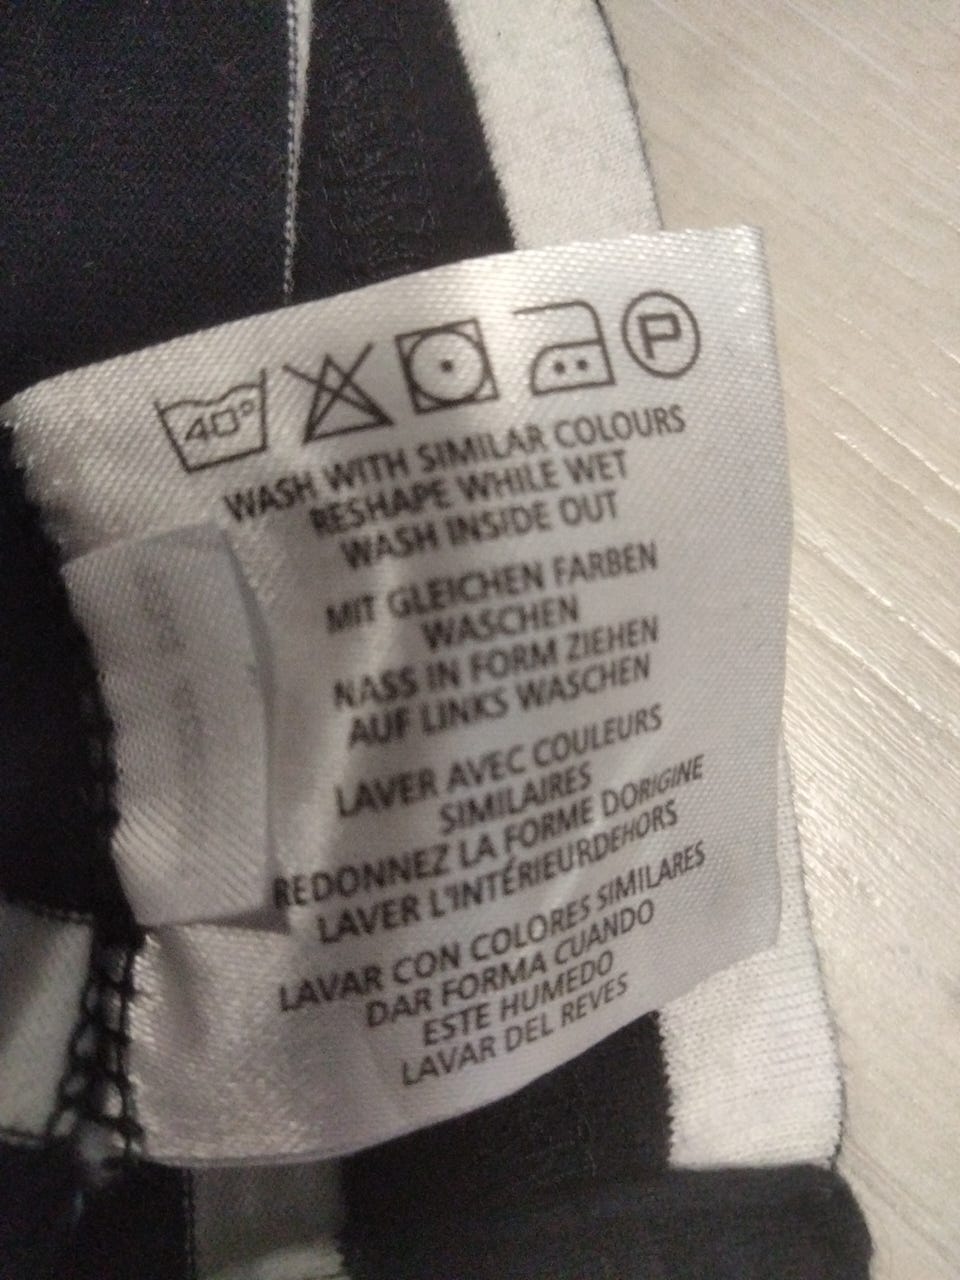 40°
P
WASH WITH SIMILAR COLOURS
RESHAPE WHILE WET
WASH INSIDE OUT
MIT GLEICHEN FARBEN
WASCHEN
NASS IN FORM ZIEHEN
AUF LINKS WASCHEN
LAVER AVEC COULEURS
SIMILAIRES
REDONNEZ LA FORME DORIGINE
LAVER L'INTÉRIEURDEHORS
LAVAR CON COLORES SIMILARES
DAR FORMA CUANDO
ESTE HUMEDO
LAVAR DEL REVES